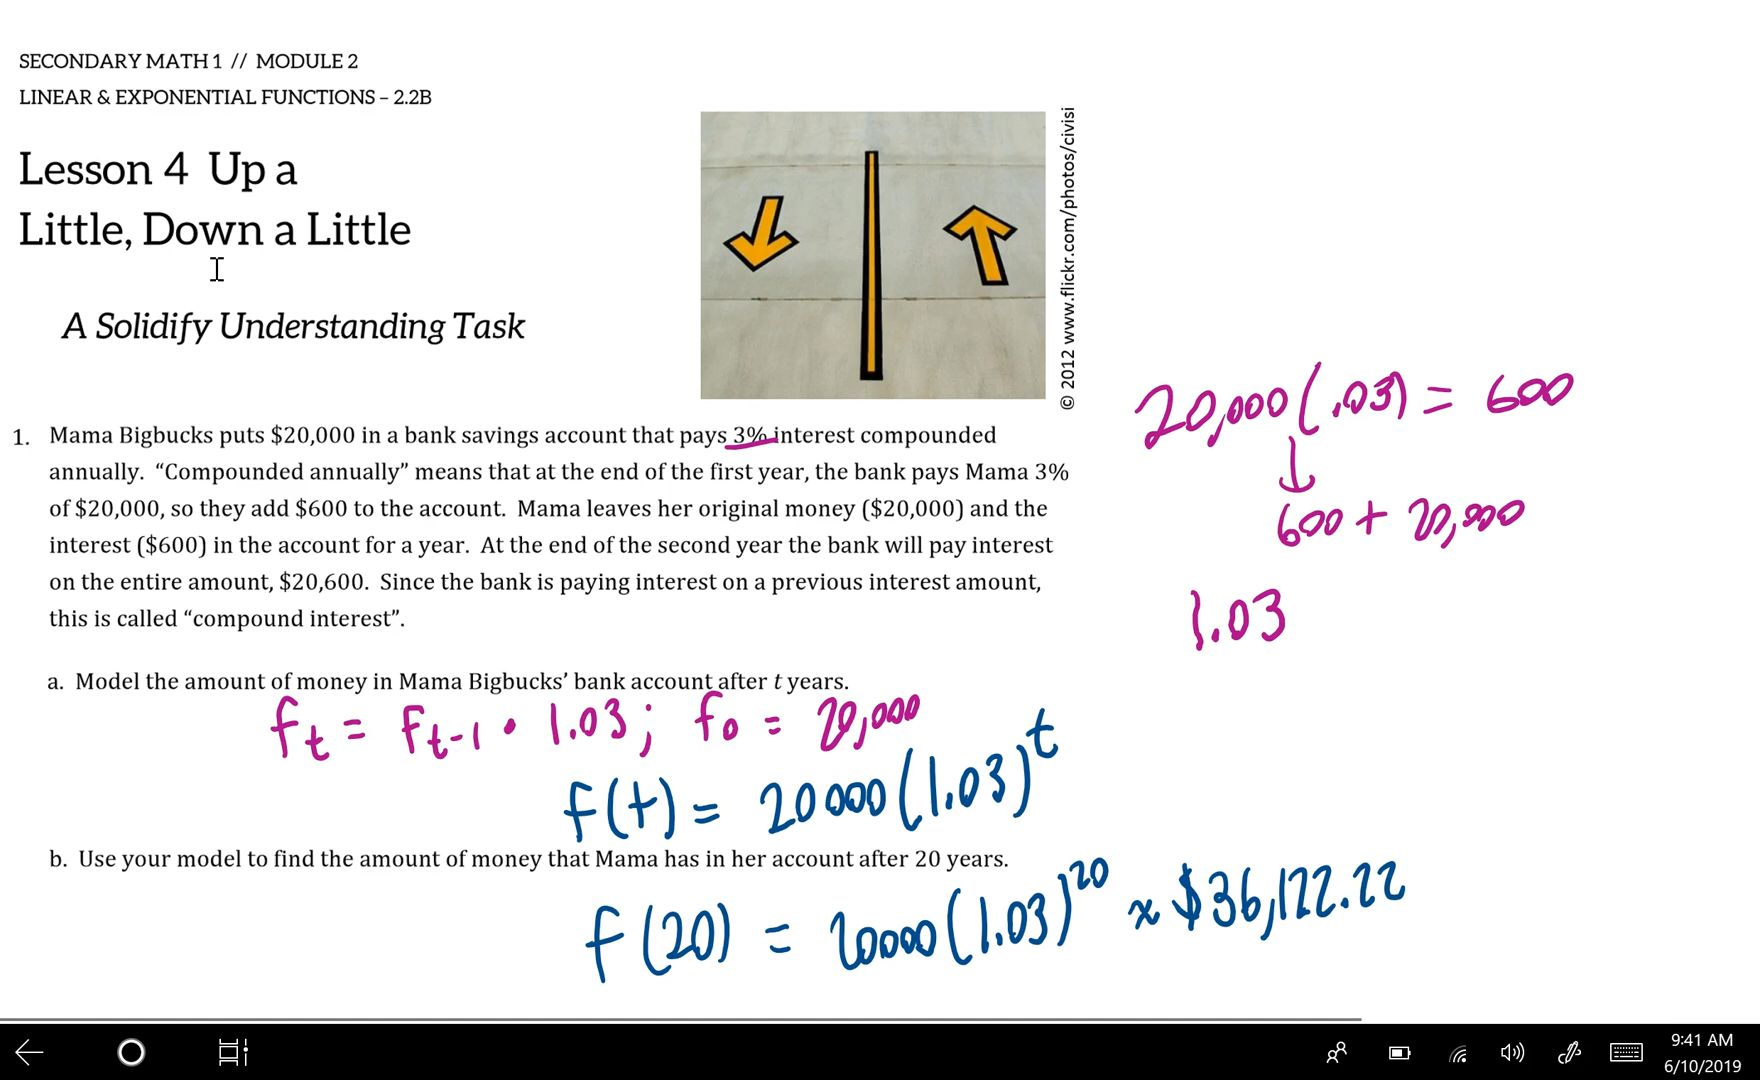 SECONDARY MATH 1 // MODULE 2
LINEAR & EXPONENTIAL FUNCTIONS – 2.2B
Lesson 4 Up a
Little, Down a Little
A Solidify Understanding Task
© 2012 www.flickr.com/photos/civisi
20,000(.03) = 600
↓
600 + 20,000
1.03
1. Mama Bigbucks puts $20,000 in a bank savings account that pays 3% interest compounded
annually. “Compounded annually” means that at the end of the first year, the bank pays Mama 3%
of $20,000, so they add $600 to the account. Mama leaves her original money ($20,000) and the
interest ($600) in the account for a year. At the end of the second year the bank will pay interest
on the entire amount, $20,600. Since the bank is paying interest on a previous interest amount,
this is called “compound interest”.
a. Model the amount of money in Mama Bigbucks’ bank account after t years.
f_t = f_{t-1} · 1.03; f_0 = 20,000
f(t) = 20000(1.03)^t
b. Use your model to find the amount of money that Mama has in her account after 20 years.
f(20) = 20000(1.03)^20 ≈ $36,122.22
9:41 AM
6/10/2019